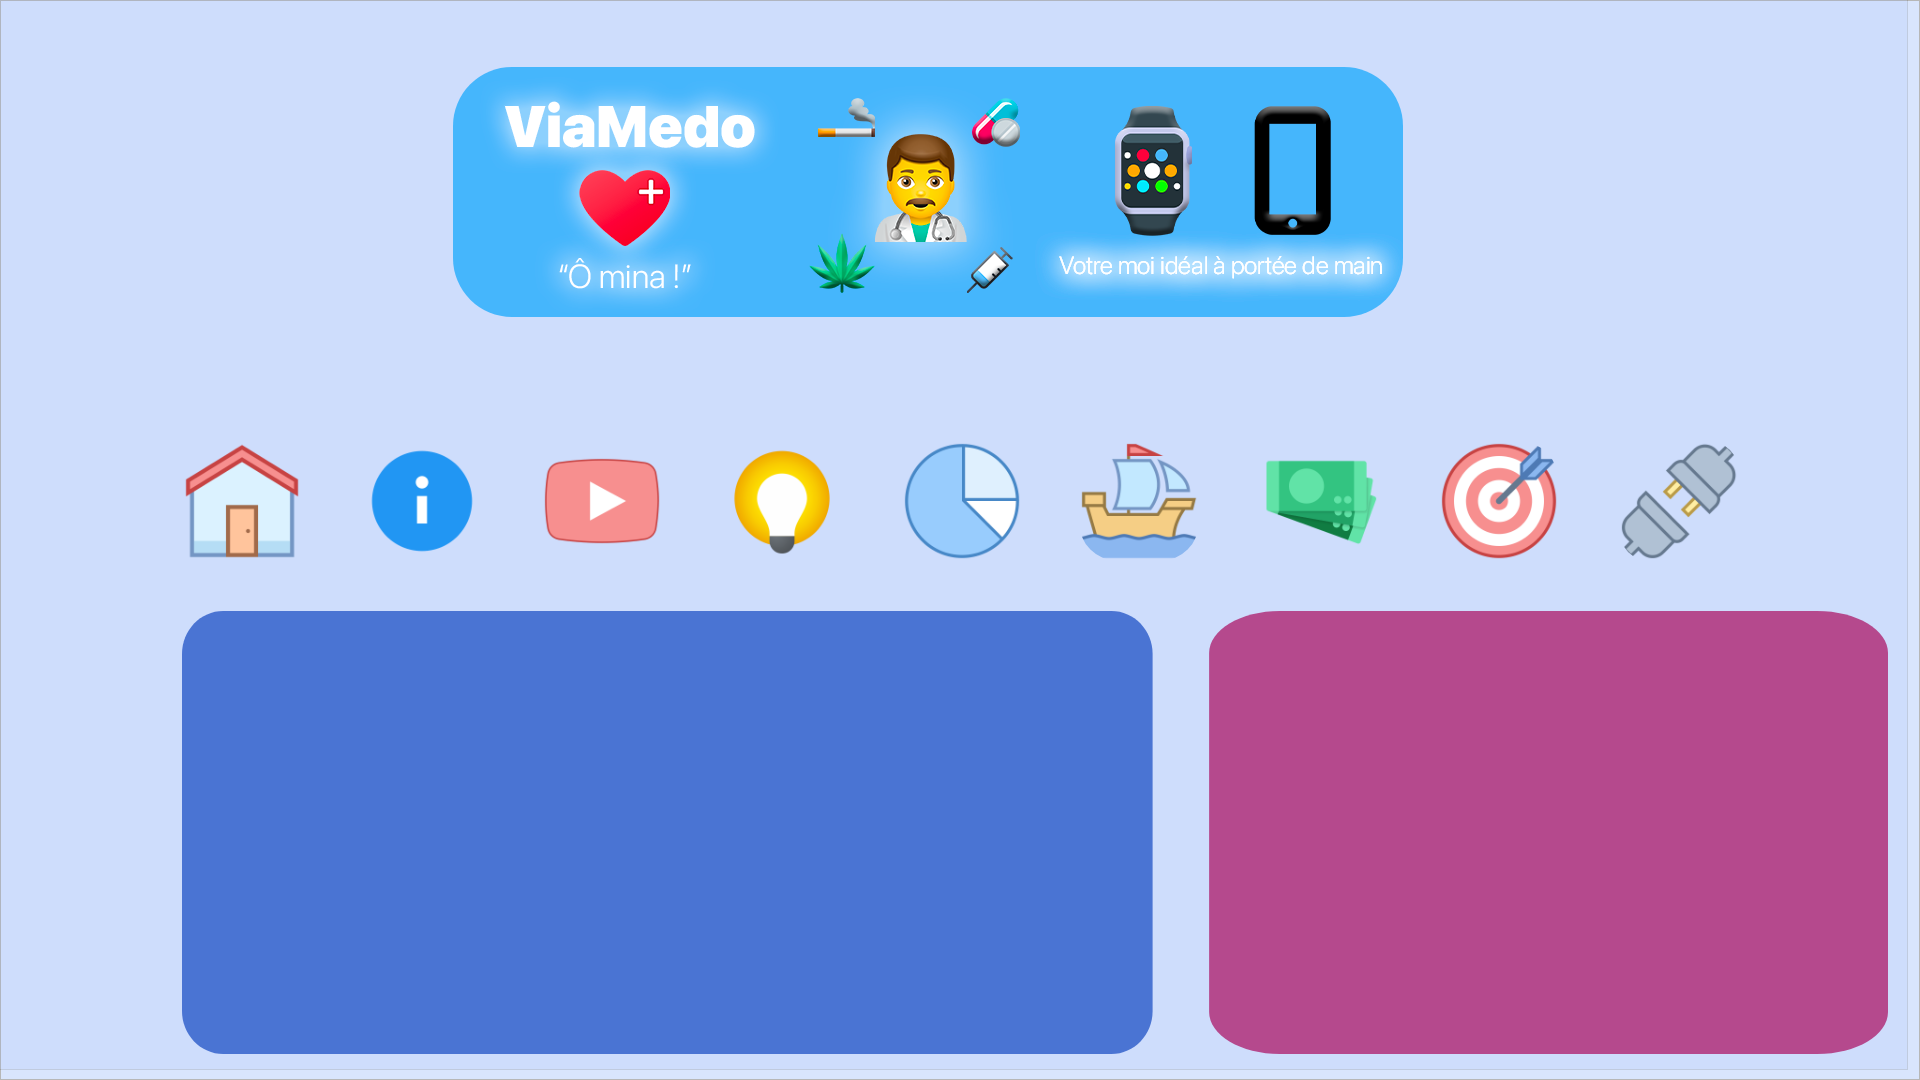 ViaMedo
“Ô mina !”
Votre moi idéal à portée de main